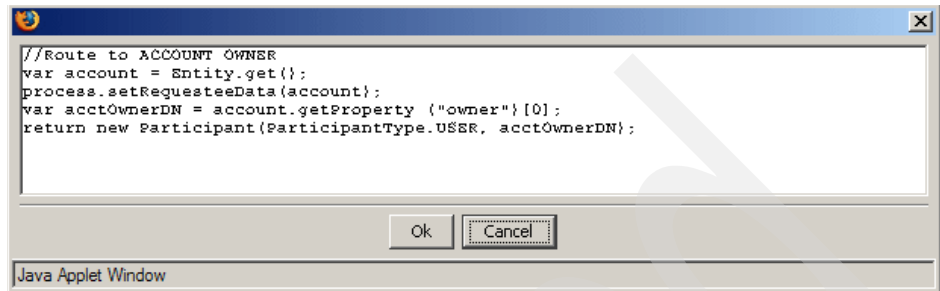 //Route to ACCOUNT OWNER
var account = Entity.get();
process.setRequesteeData(account);
var acctOwnerDN = account.getProperty ("owner")[0];
return new Participant(ParticipantType.USER, acctOwnerDN);
Ok
Cancel
Java Applet Window